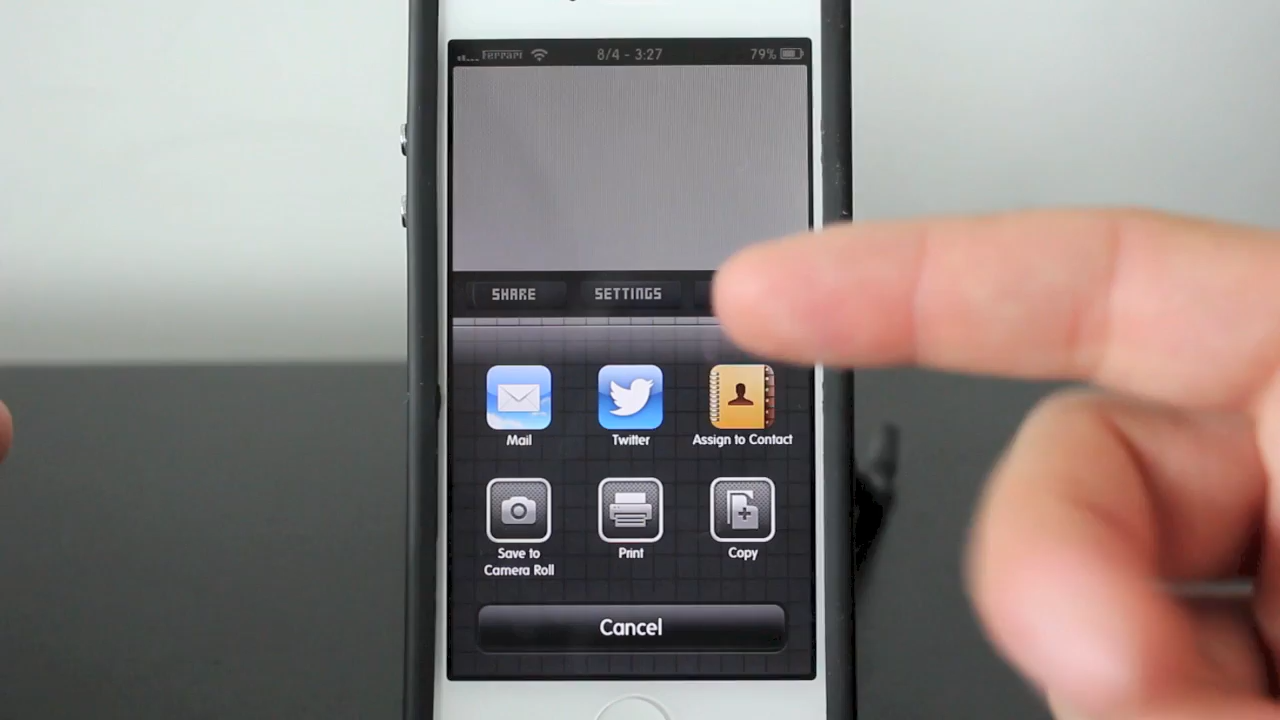 Ferrari 8/4 - 3:27 79%
SHARE SETTINGS
Mail Twitter Assign to Contact
Save to Print Copy
Camera Roll
Cancel